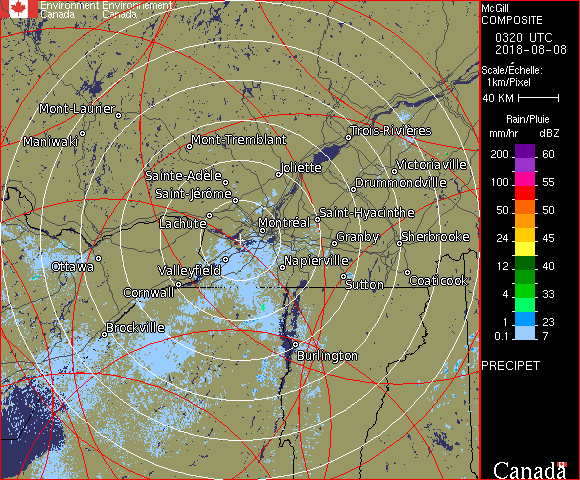 Environment Environnement
Canada Canada
McGill
COMPOSITE
0320 UTC
2018-08-08
Scale/Échelle:
1km/Pixel
40 KM
Rain/Pluie
mm/hr dBZ
200 60
100 55
50 50
24 45
12 40
4 33
1 23
0.1 7
PRECIPET
Canada
Mont-Laurier
Maniwaki
Mont-Tremblant
Trois-Rivières
Joliette
Victoriaville
Sainte-Adèle
Drummondville
Saint-Jérôme
Lachute
Saint-Hyacinthe
Montréal
Granby
Sherbrooke
Ottawa
Valleyfield
Napierville
Cornwall
Sutton
Coaticook
Brockville
Burlington